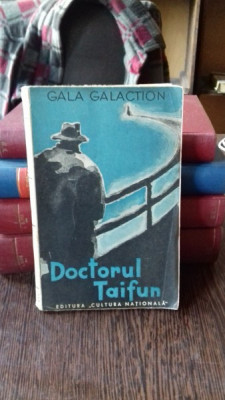 GALA GALACTION
Doctorul
Taifun
EDITURA „CULTURA NAȚIONALĂ"